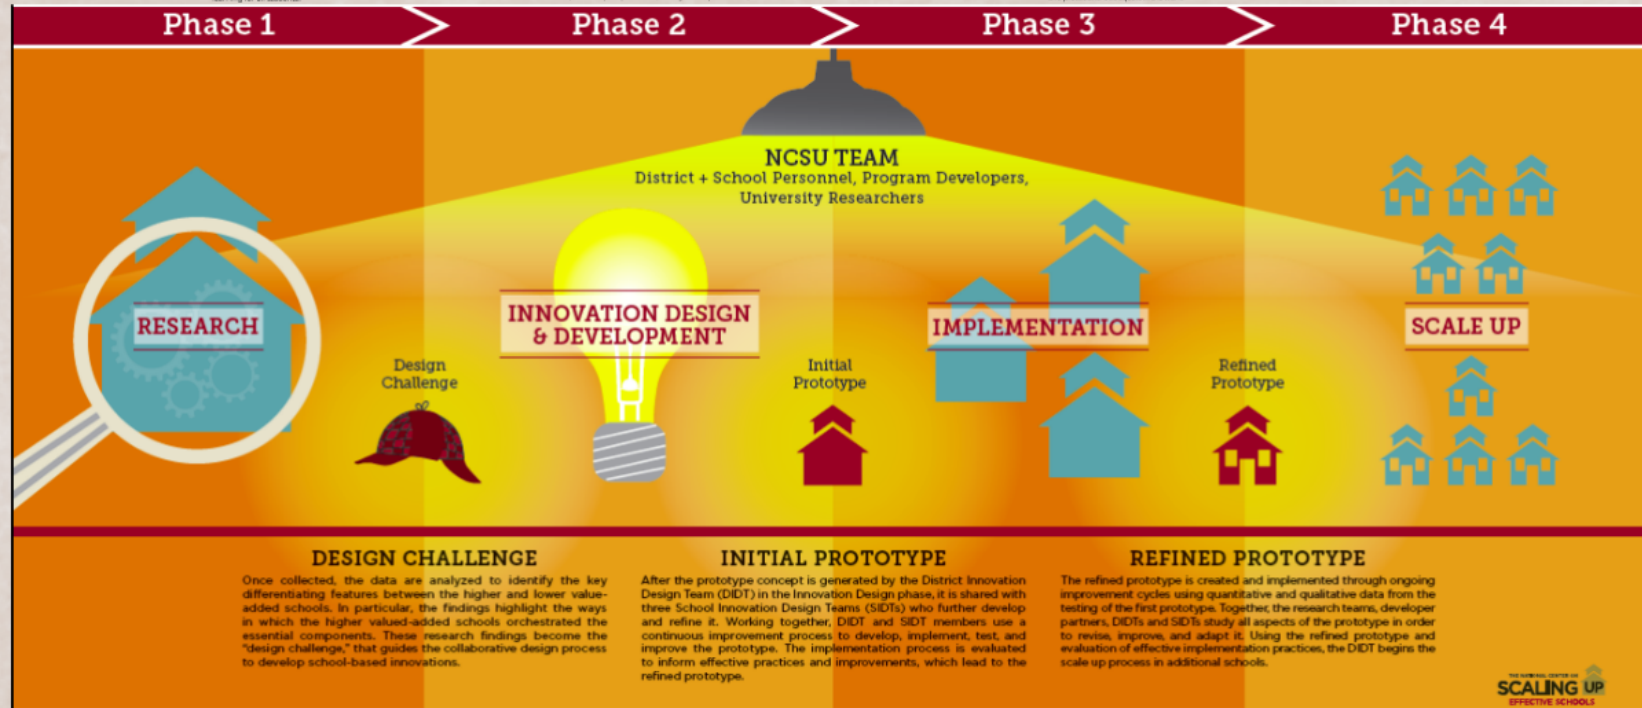 Phase 1
Phase 2
Phase 3
Phase 4
NCSU TEAM
District + School Personnel, Program Developers,
University Researchers
RESEARCH
INNOVATION DESIGN
& DEVELOPMENT
IMPLEMENTATION
SCALE UP
Design
Challenge
Initial
Prototype
Refined
Prototype
DESIGN CHALLENGE
Once collected, the data are analyzed to identify the key
differentiating features between the higher and lower value-
added schools. In particular, the findings highlight the ways
in which the higher valued-added schools orchestrated the
essential components. These research findings become the
"design challenge," that guides the collaborative design process
to develop school-based innovations.
INITIAL PROTOTYPE
After the prototype concept is generated by the District Innovation
Design Team (DIDT) in the Innovation Design phase, it is shared with
three School Innovation Design Teams (SIDTs) who further develop
and refine it. Working together, DIDT and SIDT members use a
continuous improvement process to develop, implement, test, and
improve the prototype. The implementation process is evaluated
to inform effective practices and improvements, which lead to the
refined prototype.
REFINED PROTOTYPE
The refined prototype is created and implemented through ongoing
improvement cycles using quantitative and qualitative data from the
testing of the first prototype. Together, the research teams, developer
partners, DIDTs and SIDTs study all aspects of the prototype in order
to revise, improve, and adapt it. Using the refined prototype and
evaluation of effective implementation practices, the DIDT begins the
scale up process in additional schools.
THE NATIONAL CENTER ON
SCALING UP
EFFECTIVE SCHOOLS